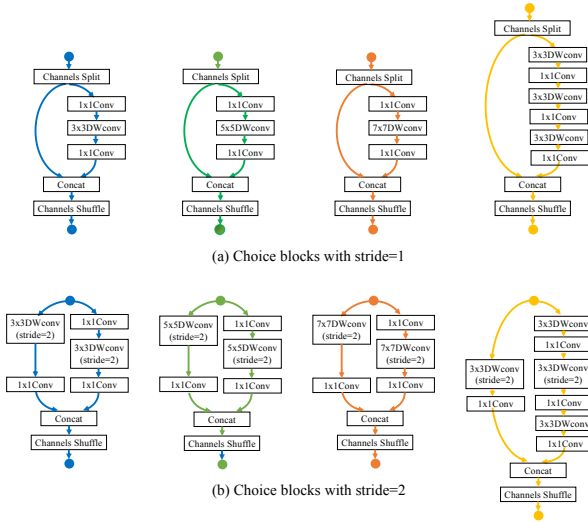 Channels Split
1x1Conv
3x3DWconv
1x1Conv
Concat
Channels Shuffle
Channels Split
1x1Conv
5x5DWconv
1x1Conv
Concat
Channels Shuffle
Channels Split
1x1Conv
7x7DWconv
1x1Conv
Concat
Channels Shuffle
Channels Split
3x3DWconv
1x1Conv
3x3DWconv
1x1Conv
3x3DWconv
1x1Conv
Concat
Channels Shuffle
(a) Choice blocks with stride=1
3x3DWconv
(stride=2)
1x1Conv
1x1Conv
3x3DWconv
(stride=2)
1x1Conv
Concat
Channels Shuffle
5x5DWconv
(stride=2)
1x1Conv
1x1Conv
5x5DWconv
(stride=2)
1x1Conv
Concat
Channels Shuffle
7x7DWconv
(stride=2)
1x1Conv
1x1Conv
7x7DWconv
(stride=2)
1x1Conv
Concat
Channels Shuffle
3x3DWconv
(stride=2)
1x1Conv
3x3DWconv
1x1Conv
3x3DWconv
(stride=2)
1x1Conv
3x3DWconv
1x1Conv
Concat
Channels Shuffle
(b) Choice blocks with stride=2